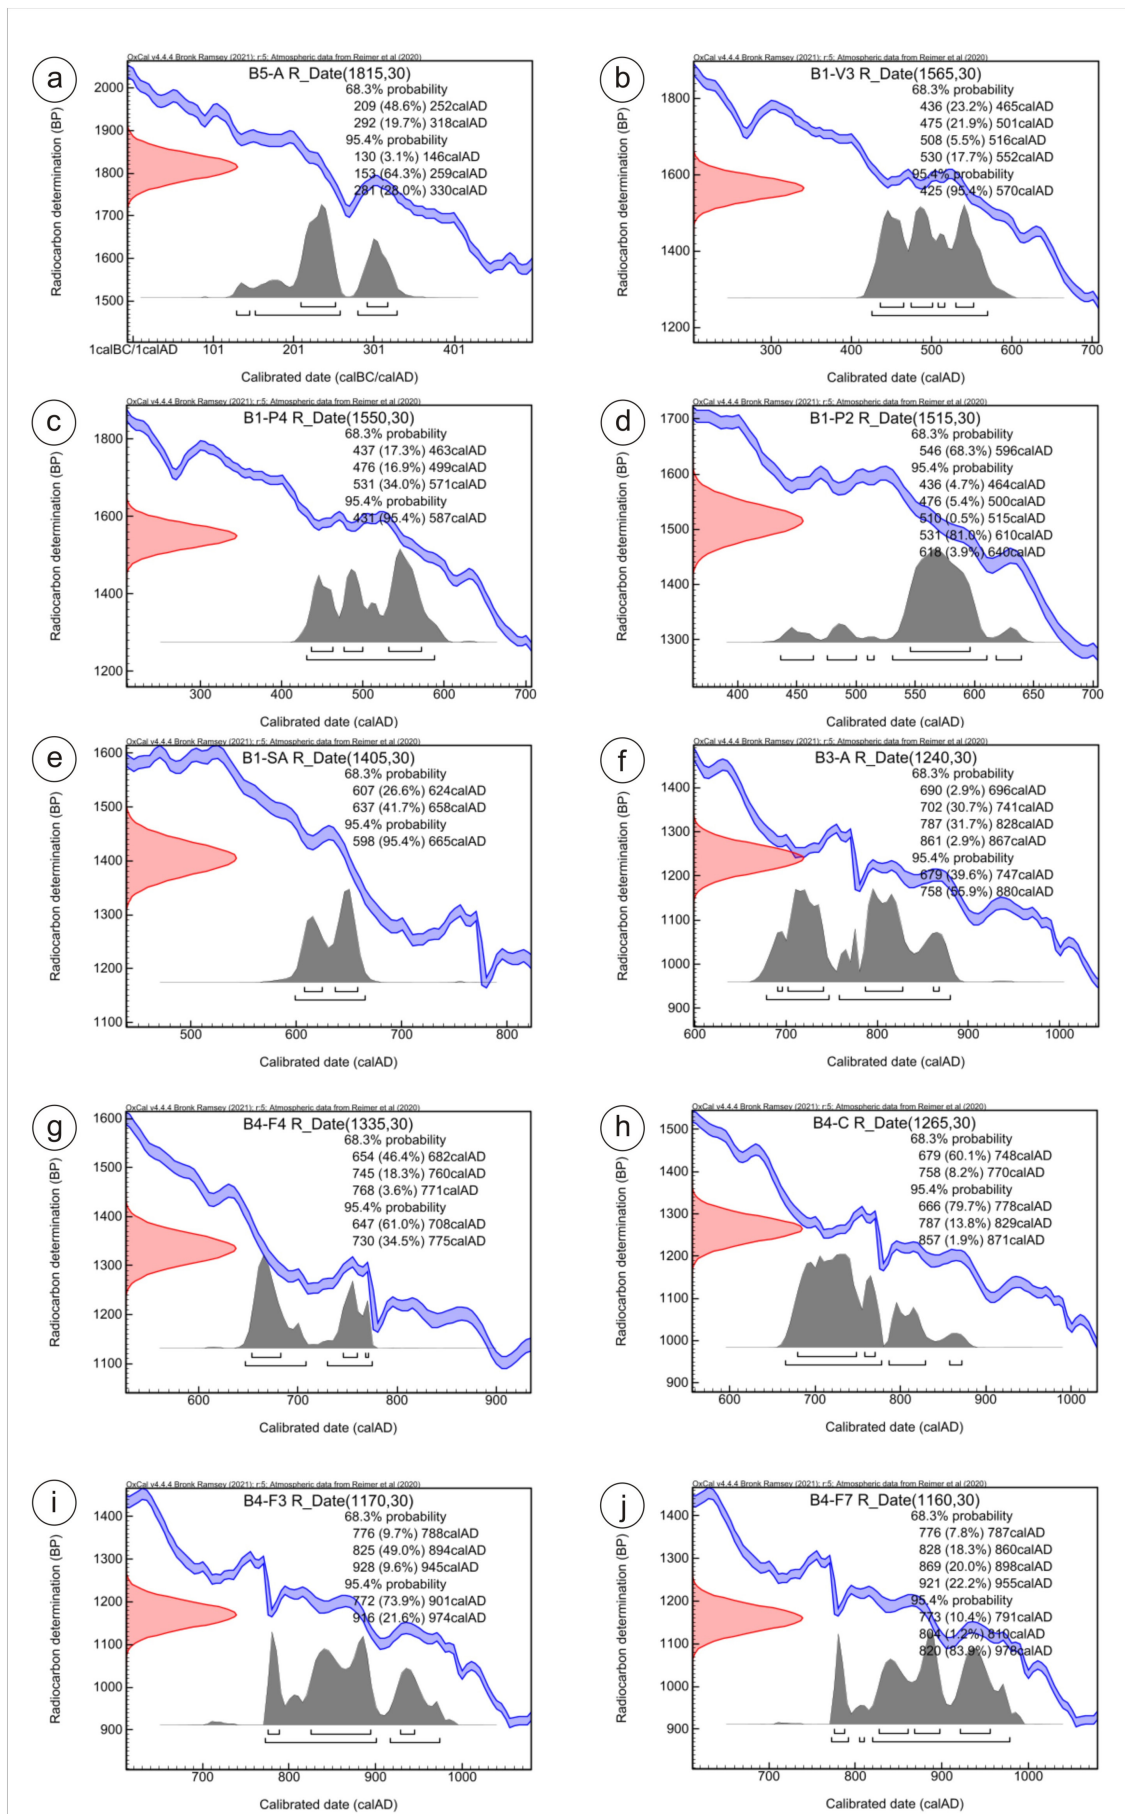 a
OxCal v4.4.4 Bronk Ramsey (2021); r:5; Atmospheric data from Reimer et al (2020)
B5-A R_Date(1815,30)
68.3% probability
209 (48.6%) 252calAD
292 (19.7%) 318calAD
95.4% probability
130 (3.1%) 146calAD
153 (64.3%) 259calAD
281 (28.0%) 330calAD
Radiocarbon determination (BP)
2000
1900
1800
1700
1600
1500
1calBC/1calAD 101 201 301 401
Calibrated date (calBC/calAD)
b
OxCal v4.4.4 Bronk Ramsey (2021); r:5; Atmospheric data from Reimer et al (2020)
B1-V3 R_Date(1565,30)
68.3% probability
436 (23.2%) 465calAD
475 (21.9%) 501calAD
508 (5.5%) 516calAD
530 (17.7%) 552calAD
95.4% probability
425 (95.4%) 570calAD
Radiocarbon determination (BP)
1800
1600
1400
1200
300 400 500 600 700
Calibrated date (calAD)
c
OxCal v4.4.4 Bronk Ramsey (2021); r:5; Atmospheric data from Reimer et al (2020)
B1-P4 R_Date(1550,30)
68.3% probability
437 (17.3%) 463calAD
476 (16.9%) 499calAD
531 (34.0%) 571calAD
95.4% probability
431 (95.4%) 587calAD
Radiocarbon determination (BP)
1800
1600
1400
1200
300 400 500 600 700
Calibrated date (calAD)
d
OxCal v4.4.4 Bronk Ramsey (2021); r:5; Atmospheric data from Reimer et al (2020)
B1-P2 R_Date(1515,30)
68.3% probability
546 (68.3%) 596calAD
95.4% probability
436 (4.7%) 464calAD
476 (5.4%) 500calAD
510 (0.5%) 515calAD
531 (81.0%) 610calAD
618 (3.9%) 640calAD
Radiocarbon determination (BP)
1700
1600
1500
1400
1300
400 450 500 550 600 650 700
Calibrated date (calAD)
e
OxCal v4.4.4 Bronk Ramsey (2021); r:5; Atmospheric data from Reimer et al (2020)
B1-SA R_Date(1405,30)
68.3% probability
607 (26.6%) 624calAD
637 (41.7%) 658calAD
95.4% probability
598 (95.4%) 665calAD
Radiocarbon determination (BP)
1600
1500
1400
1300
1200
1100
500 600 700 800
Calibrated date (calAD)
f
OxCal v4.4.4 Bronk Ramsey (2021); r:5; Atmospheric data from Reimer et al (2020)
B3-A R_Date(1240,30)
68.3% probability
690 (2.9%) 696calAD
702 (30.7%) 741calAD
787 (31.7%) 828calAD
861 (2.9%) 867calAD
95.4% probability
679 (39.6%) 747calAD
758 (55.9%) 880calAD
Radiocarbon determination (BP)
1400
1300
1200
1100
1000
900
600 700 800 900 1000
Calibrated date (calAD)
g
OxCal v4.4.4 Bronk Ramsey (2021); r:5; Atmospheric data from Reimer et al (2020)
B4-F4 R_Date(1335,30)
68.3% probability
654 (46.4%) 682calAD
745 (18.3%) 760calAD
768 (3.6%) 771calAD
95.4% probability
647 (61.0%) 708calAD
730 (34.5%) 775calAD
Radiocarbon determination (BP)
1600
1500
1400
1300
1200
1100
600 700 800 900
Calibrated date (calAD)
h
OxCal v4.4.4 Bronk Ramsey (2021); r:5; Atmospheric data from Reimer et al (2020)
B4-C R_Date(1265,30)
68.3% probability
679 (60.1%) 748calAD
758 (8.2%) 770calAD
95.4% probability
666 (79.7%) 778calAD
787 (13.8%) 829calAD
857 (1.9%) 871calAD
Radiocarbon determination (BP)
1500
1400
1300
1200
1100
1000
900
600 700 800 900 1000
Calibrated date (calAD)
i
OxCal v4.4.4 Bronk Ramsey (2021); r:5; Atmospheric data from Reimer et al (2020)
B4-F3 R_Date(1170,30)
68.3% probability
776 (9.7%) 788calAD
825 (49.0%) 894calAD
928 (9.6%) 945calAD
95.4% probability
772 (73.9%) 901calAD
916 (21.6%) 974calAD
Radiocarbon determination (BP)
1400
1300
1200
1100
1000
900
700 800 900 1000
Calibrated date (calAD)
j
OxCal v4.4.4 Bronk Ramsey (2021); r:5; Atmospheric data from Reimer et al (2020)
B4-F7 R_Date(1160,30)
68.3% probability
776 (7.8%) 787calAD
828 (18.3%) 860calAD
869 (20.0%) 898calAD
921 (22.2%) 955calAD
95.4% probability
773 (10.4%) 791calAD
804 (1.2%) 810calAD
820 (83.9%) 978calAD
Radiocarbon determination (BP)
1400
1300
1200
1100
1000
900
700 800 900 1000
Calibrated date (calAD)